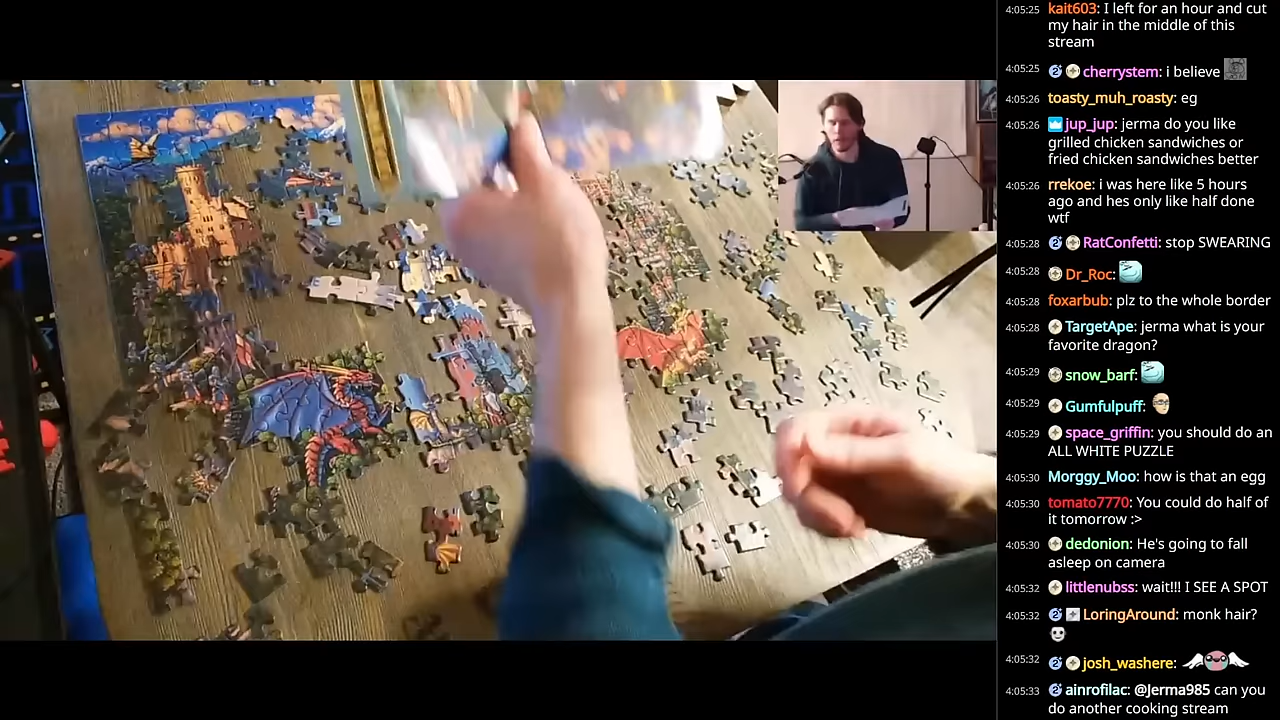 4:05:25 kait603: I left for an hour and cut
my hair in the middle of this
stream
4:05:25 cherrystem: i believe
4:05:26 toasty_muh_roasty: eg
4:05:26 jup_jup: jerma do you like
grilled chicken sandwiches or
fried chicken sandwiches better
4:05:26 rrekoe: i was here like 5 hours
ago and hes only like half done
wtf
4:05:28 RatConfetti: stop SWEARING
4:05:28 Dr_Roc:
4:05:28 foxarbub: plz to the whole border
4:05:28 TargetApe: jerma what is your
favorite dragon?
4:05:29 snow_barf:
4:05:29 Gumfulpuff:
4:05:29 space_griffin: you should do an
ALL WHITE PUZZLE
4:05:30 Morggy_Moo: how is that an egg
4:05:30 tomato7770: You could do half of
it tomorrow :>
4:05:30 dedonion: He's going to fall
asleep on camera
4:05:32 littlenubss: wait!!! I SEE A SPOT
4:05:32 LoringAround: monk hair?
4:05:32 josh_washere:
4:05:33 ainrofilac: @Jerma985 can you
do another cooking stream